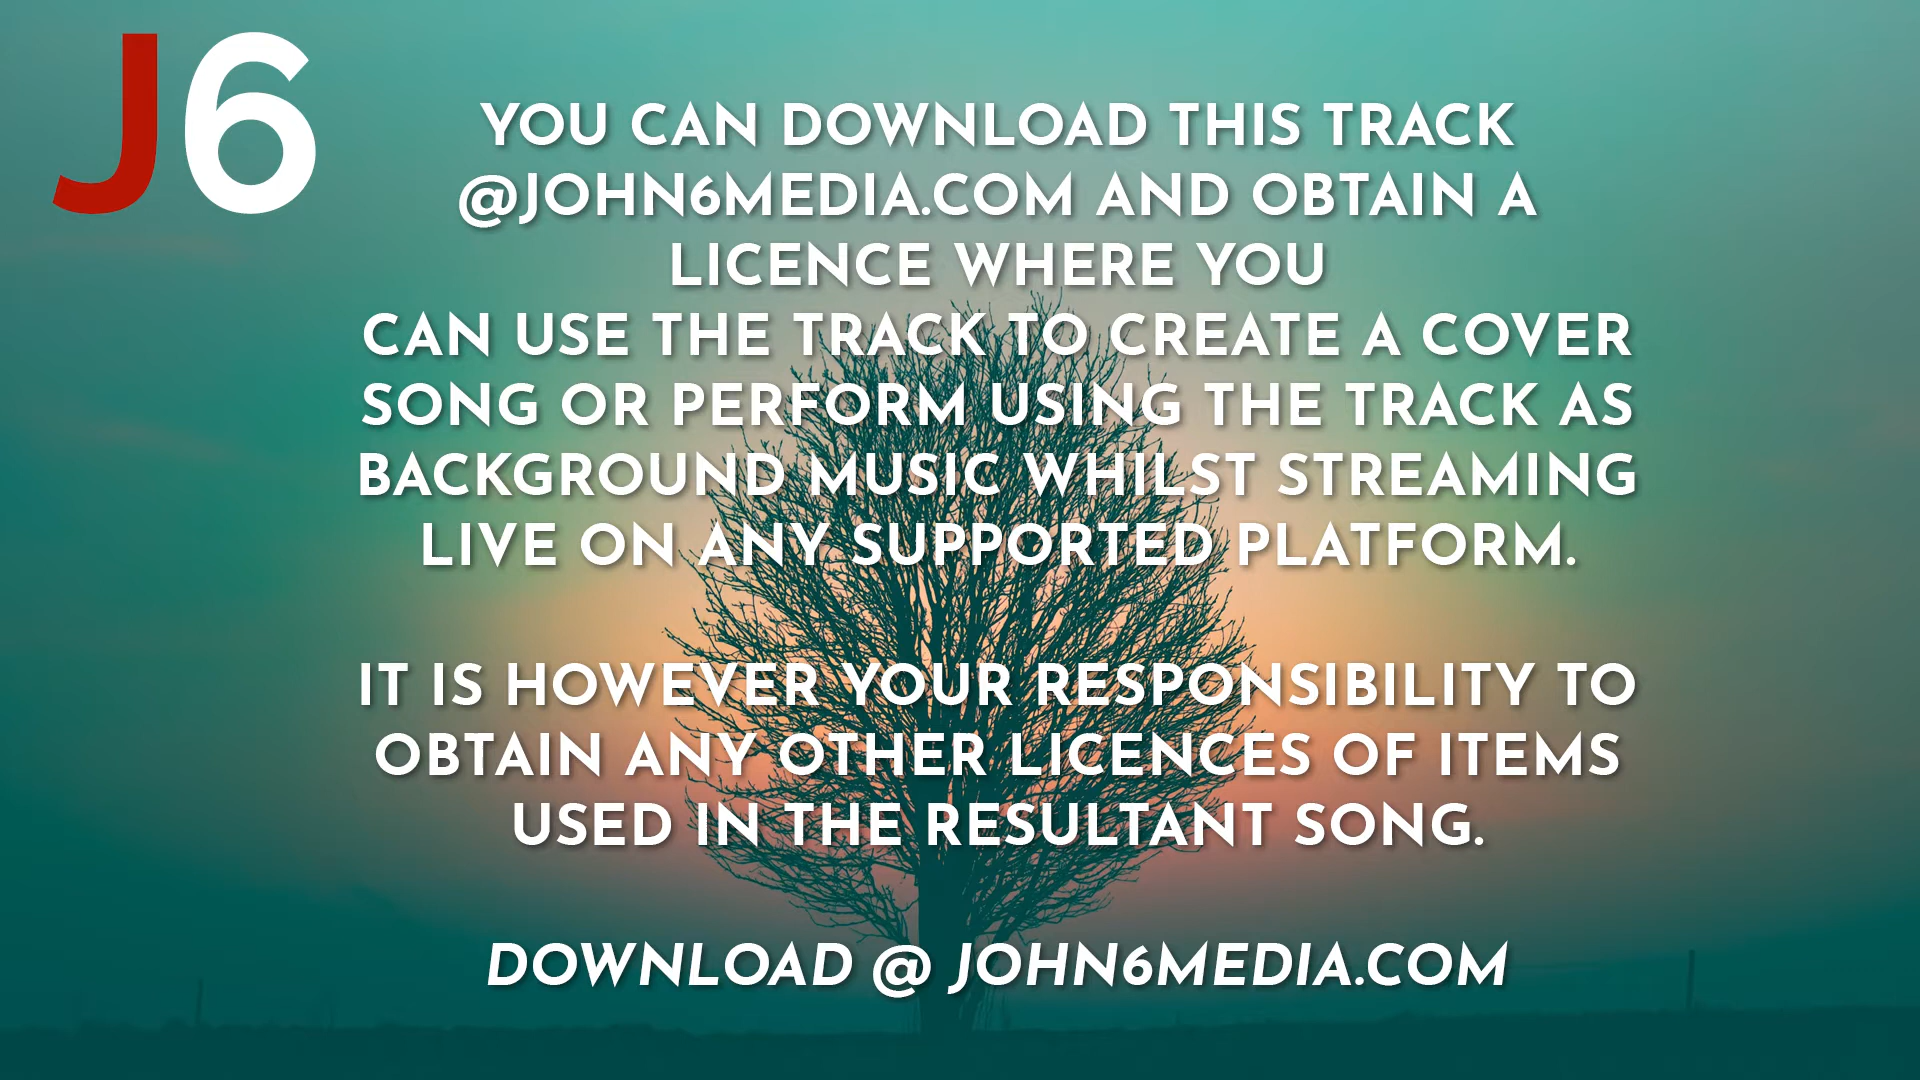 J6
YOU CAN DOWNLOAD THIS TRACK
@JOHN6MEDIA.COM AND OBTAIN A
LICENCE WHERE YOU
CAN USE THE TRACK TO CREATE A COVER
SONG OR PERFORM USING THE TRACK AS
BACKGROUND MUSIC WHILST STREAMING
LIVE ON ANY SUPPORTED PLATFORM.
IT IS HOWEVER YOUR RESPONSIBILITY TO
OBTAIN ANY OTHER LICENCES OF ITEMS
USED IN THE RESULTANT SONG.
DOWNLOAD @ JOHN6MEDIA.COM